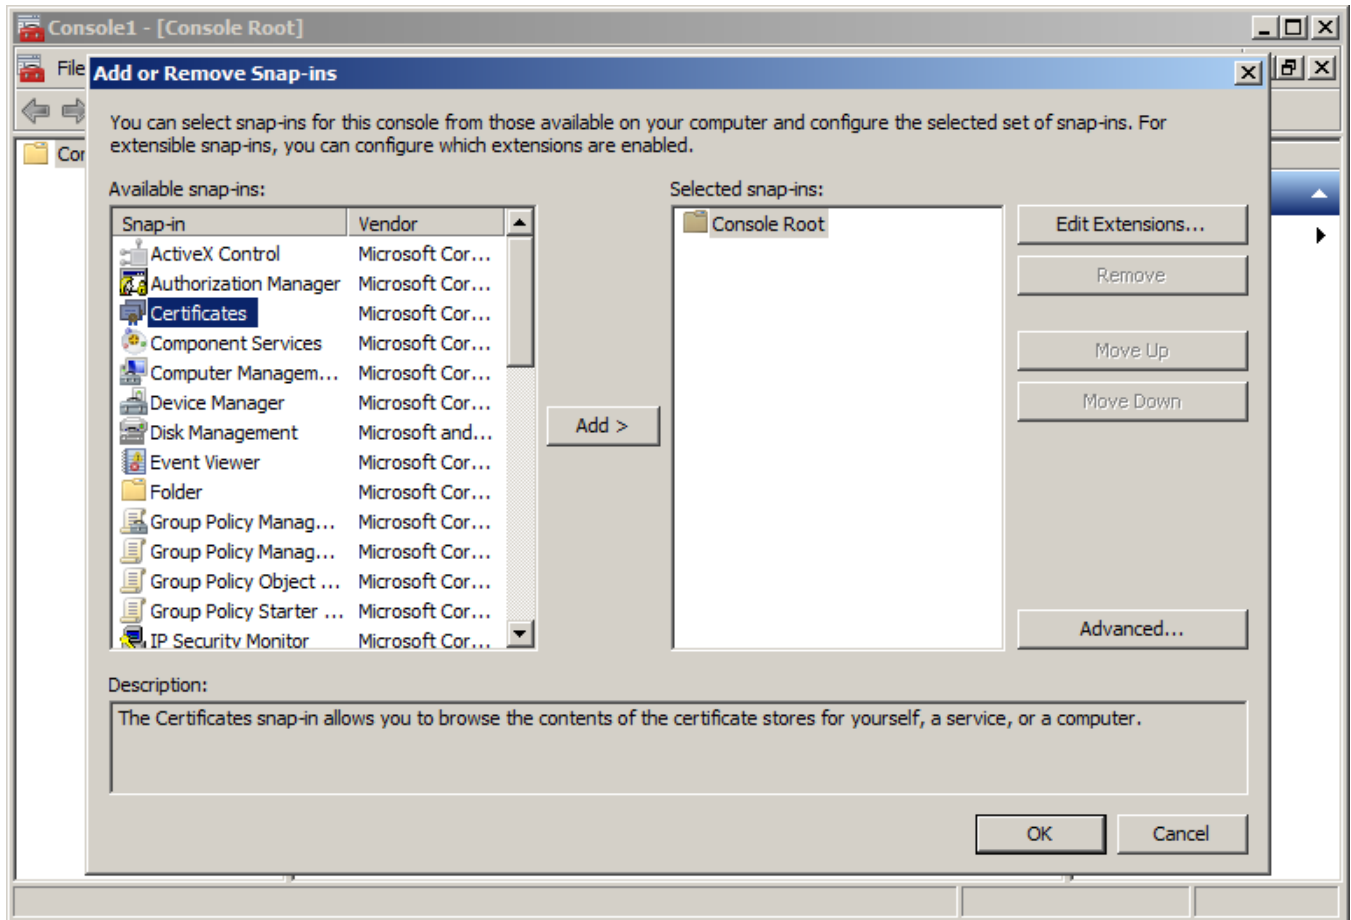 Console1 - [Console Root]
File
Add or Remove Snap-ins
You can select snap-ins for this console from those available on your computer and configure the selected set of snap-ins. For
extensible snap-ins, you can configure which extensions are enabled.
Con
Available snap-ins:
Selected snap-ins:
Snap-in Vendor
ActiveX Control Microsoft Cor...
Authorization Manager Microsoft Cor...
Certificates Microsoft Cor...
Component Services Microsoft Cor...
Computer Managem... Microsoft Cor...
Device Manager Microsoft Cor...
Disk Management Microsoft and...
Event Viewer Microsoft Cor...
Folder Microsoft Cor...
Group Policy Manag... Microsoft Cor...
Group Policy Manag... Microsoft Cor...
Group Policy Object ... Microsoft Cor...
Group Policy Starter ... Microsoft Cor...
IP Security Monitor Microsoft Cor...
Add >
Console Root
Edit Extensions...
Remove
Move Up
Move Down
Advanced...
Description:
The Certificates snap-in allows you to browse the contents of the certificate stores for yourself, a service, or a computer.
OK
Cancel